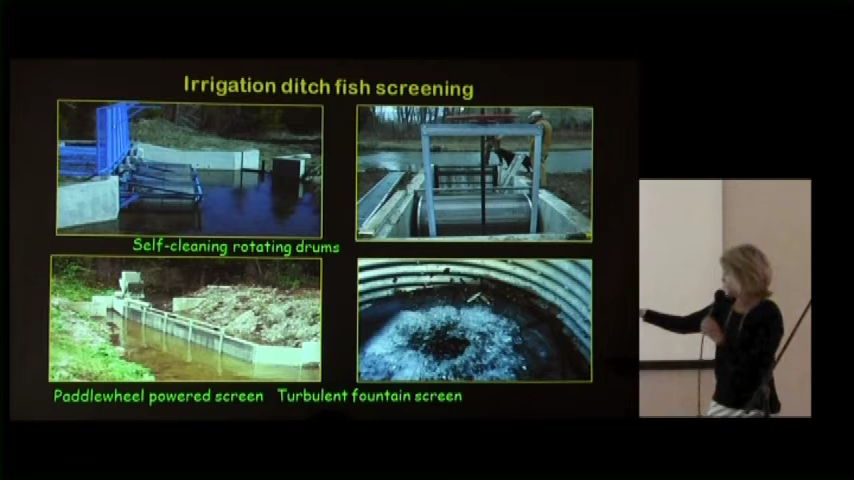 Irrigation ditch fish screening
Self-cleaning rotating drums
Paddlewheel powered screen
Turbulent fountain screen